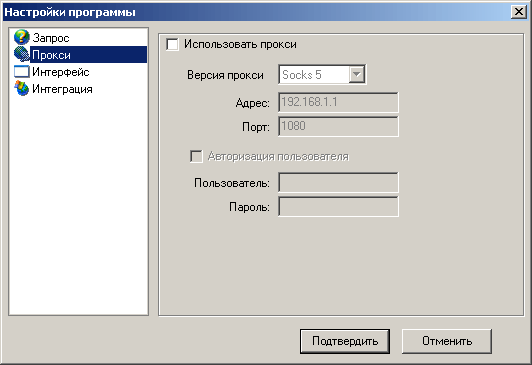 Настройки программы
Запрос
Прокси
Интерфейс
Интеграция
Использовать прокси
Версия прокси Socks 5
Адрес: 192.168.1.1
Порт: 1080
Авторизация пользователя
Пользователь:
Пароль:
Подтвердить Отменить